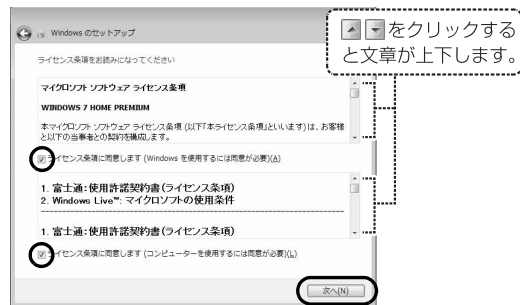 Windows のセットアップ
をクリックする
と文章が上下します。
ライセンス条項をお読みになってください
マイクロソフト ソフトウェア ライセンス条項
WINDOWS 7 HOME PREMIUM
本マイクロソフト ソフトウェア ライセンス条項 (以下「本ライセンス条項」といいます) は、お客様
と以下の当事者との契約を構成します。
ライセンス条項に同意します (Windows を使用するには同意が必要)(A)
1. 富士通:使用許諾契約書(ライセンス条項)
2. Windows Live™: マイクロソフトの使用条件
1. 富士通:使用許諾契約書(ライセンス条項)
ライセンス条項に同意します (コンピューターを使用するには同意が必要)(L)
次へ(N)